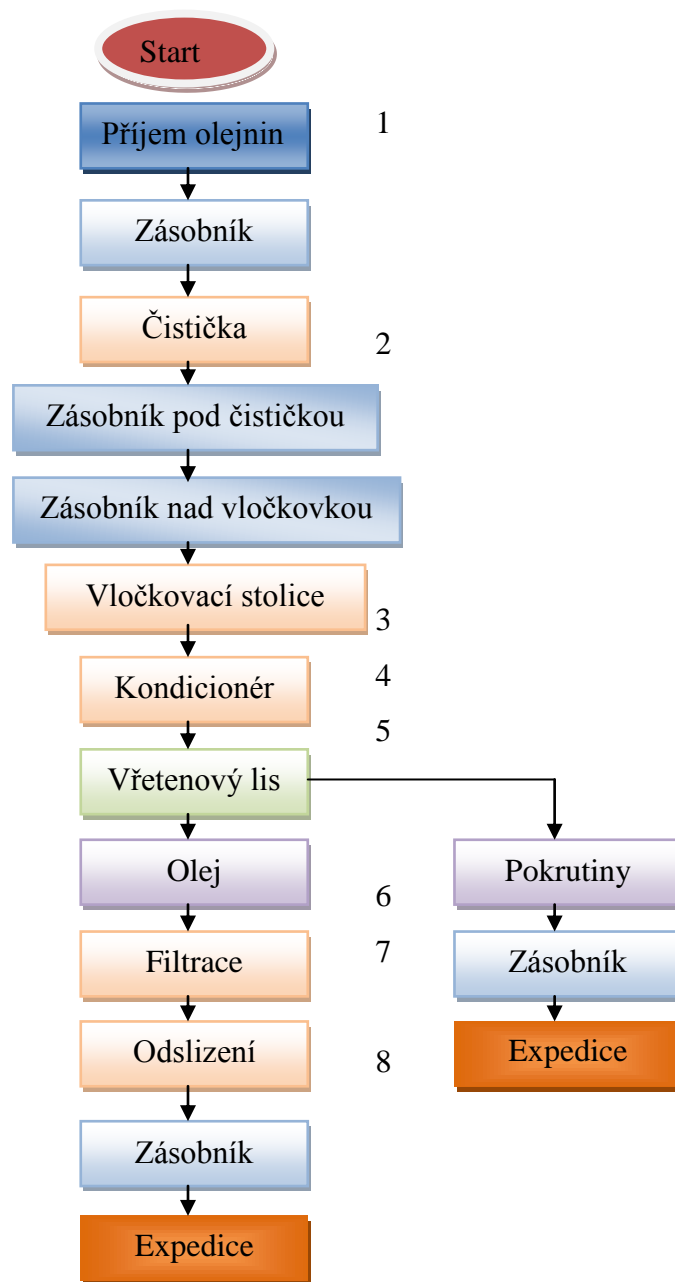 Start
Příjem olejnin
1
Zásobník
Čistička
2
Zásobník pod čističkou
Zásobník nad vločkovkou
Vločkovací stolice
3
Kondicionér
4
5
Vřetenový lis
Olej
Pokrutiny
6
Filtrace
7
Zásobník
Odslizení
8
Expedice
Zásobník
Expedice